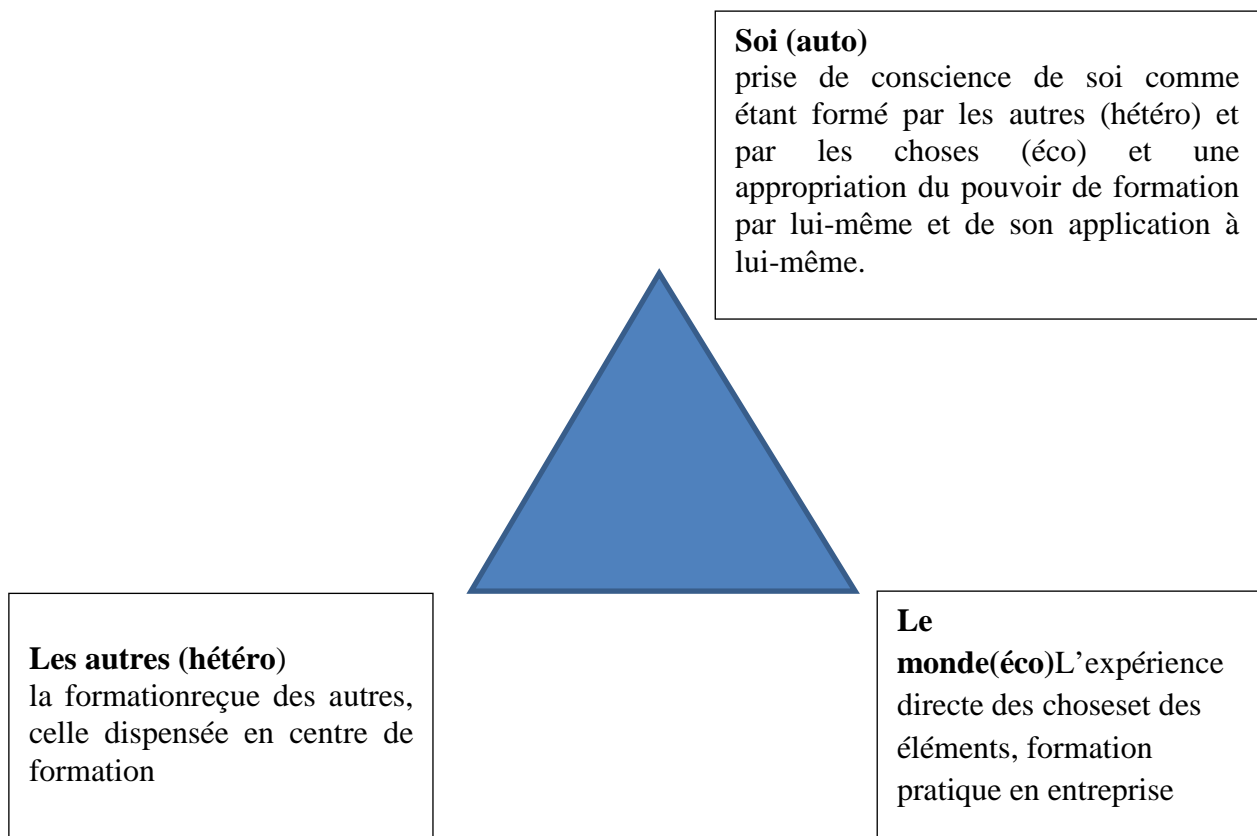 Soi (auto)
prise de conscience de soi comme
étant formé par les autres (hétéro) et
par les choses (éco) et une
appropriation du pouvoir de formation
par lui-même et de son application à
lui-même.
Les autres (hétéro)
la formationreçue des autres,
celle dispensée en centre de
formation
Le
monde(éco)L’expérience
directe des choseset des
éléments, formation
pratique en entreprise